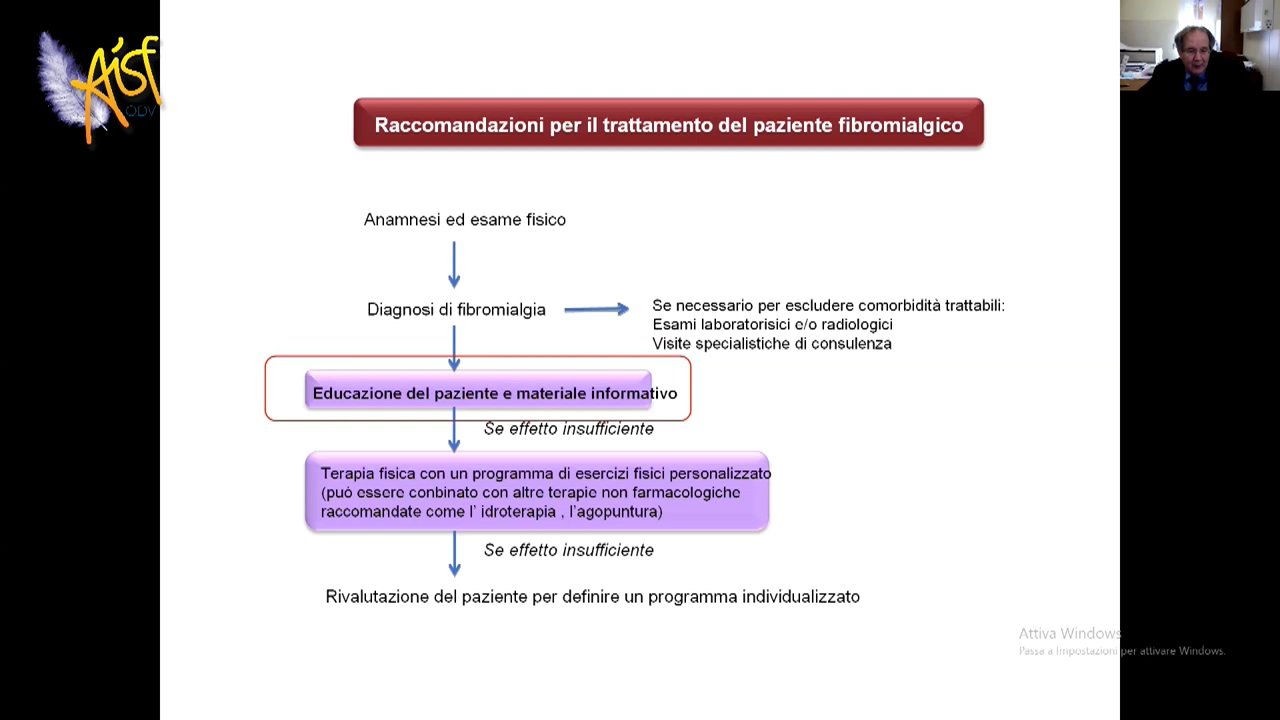 Aisf
ODV
Raccomandazioni per il trattamento del paziente fibromialgico
Anamnesi ed esame fisico
Diagnosi di fibromialgia
Se necessario per escludere comorbidità trattabili:
Esami laboratorisici e/o radiologici
Visite specialistiche di consulenza
Educazione del paziente e materiale informativo
Se effetto insufficiente
Terapia fisica con un programma di esercizi fisici personalizzato
(può essere conbinato con altre terapie non farmacologiche
raccomandate come l' idroterapia , l'agopuntura)
Se effetto insufficiente
Rivalutazione del paziente per definire un programma individualizzato
Attiva Windows
Passa a Impostazioni per attivare Windows.